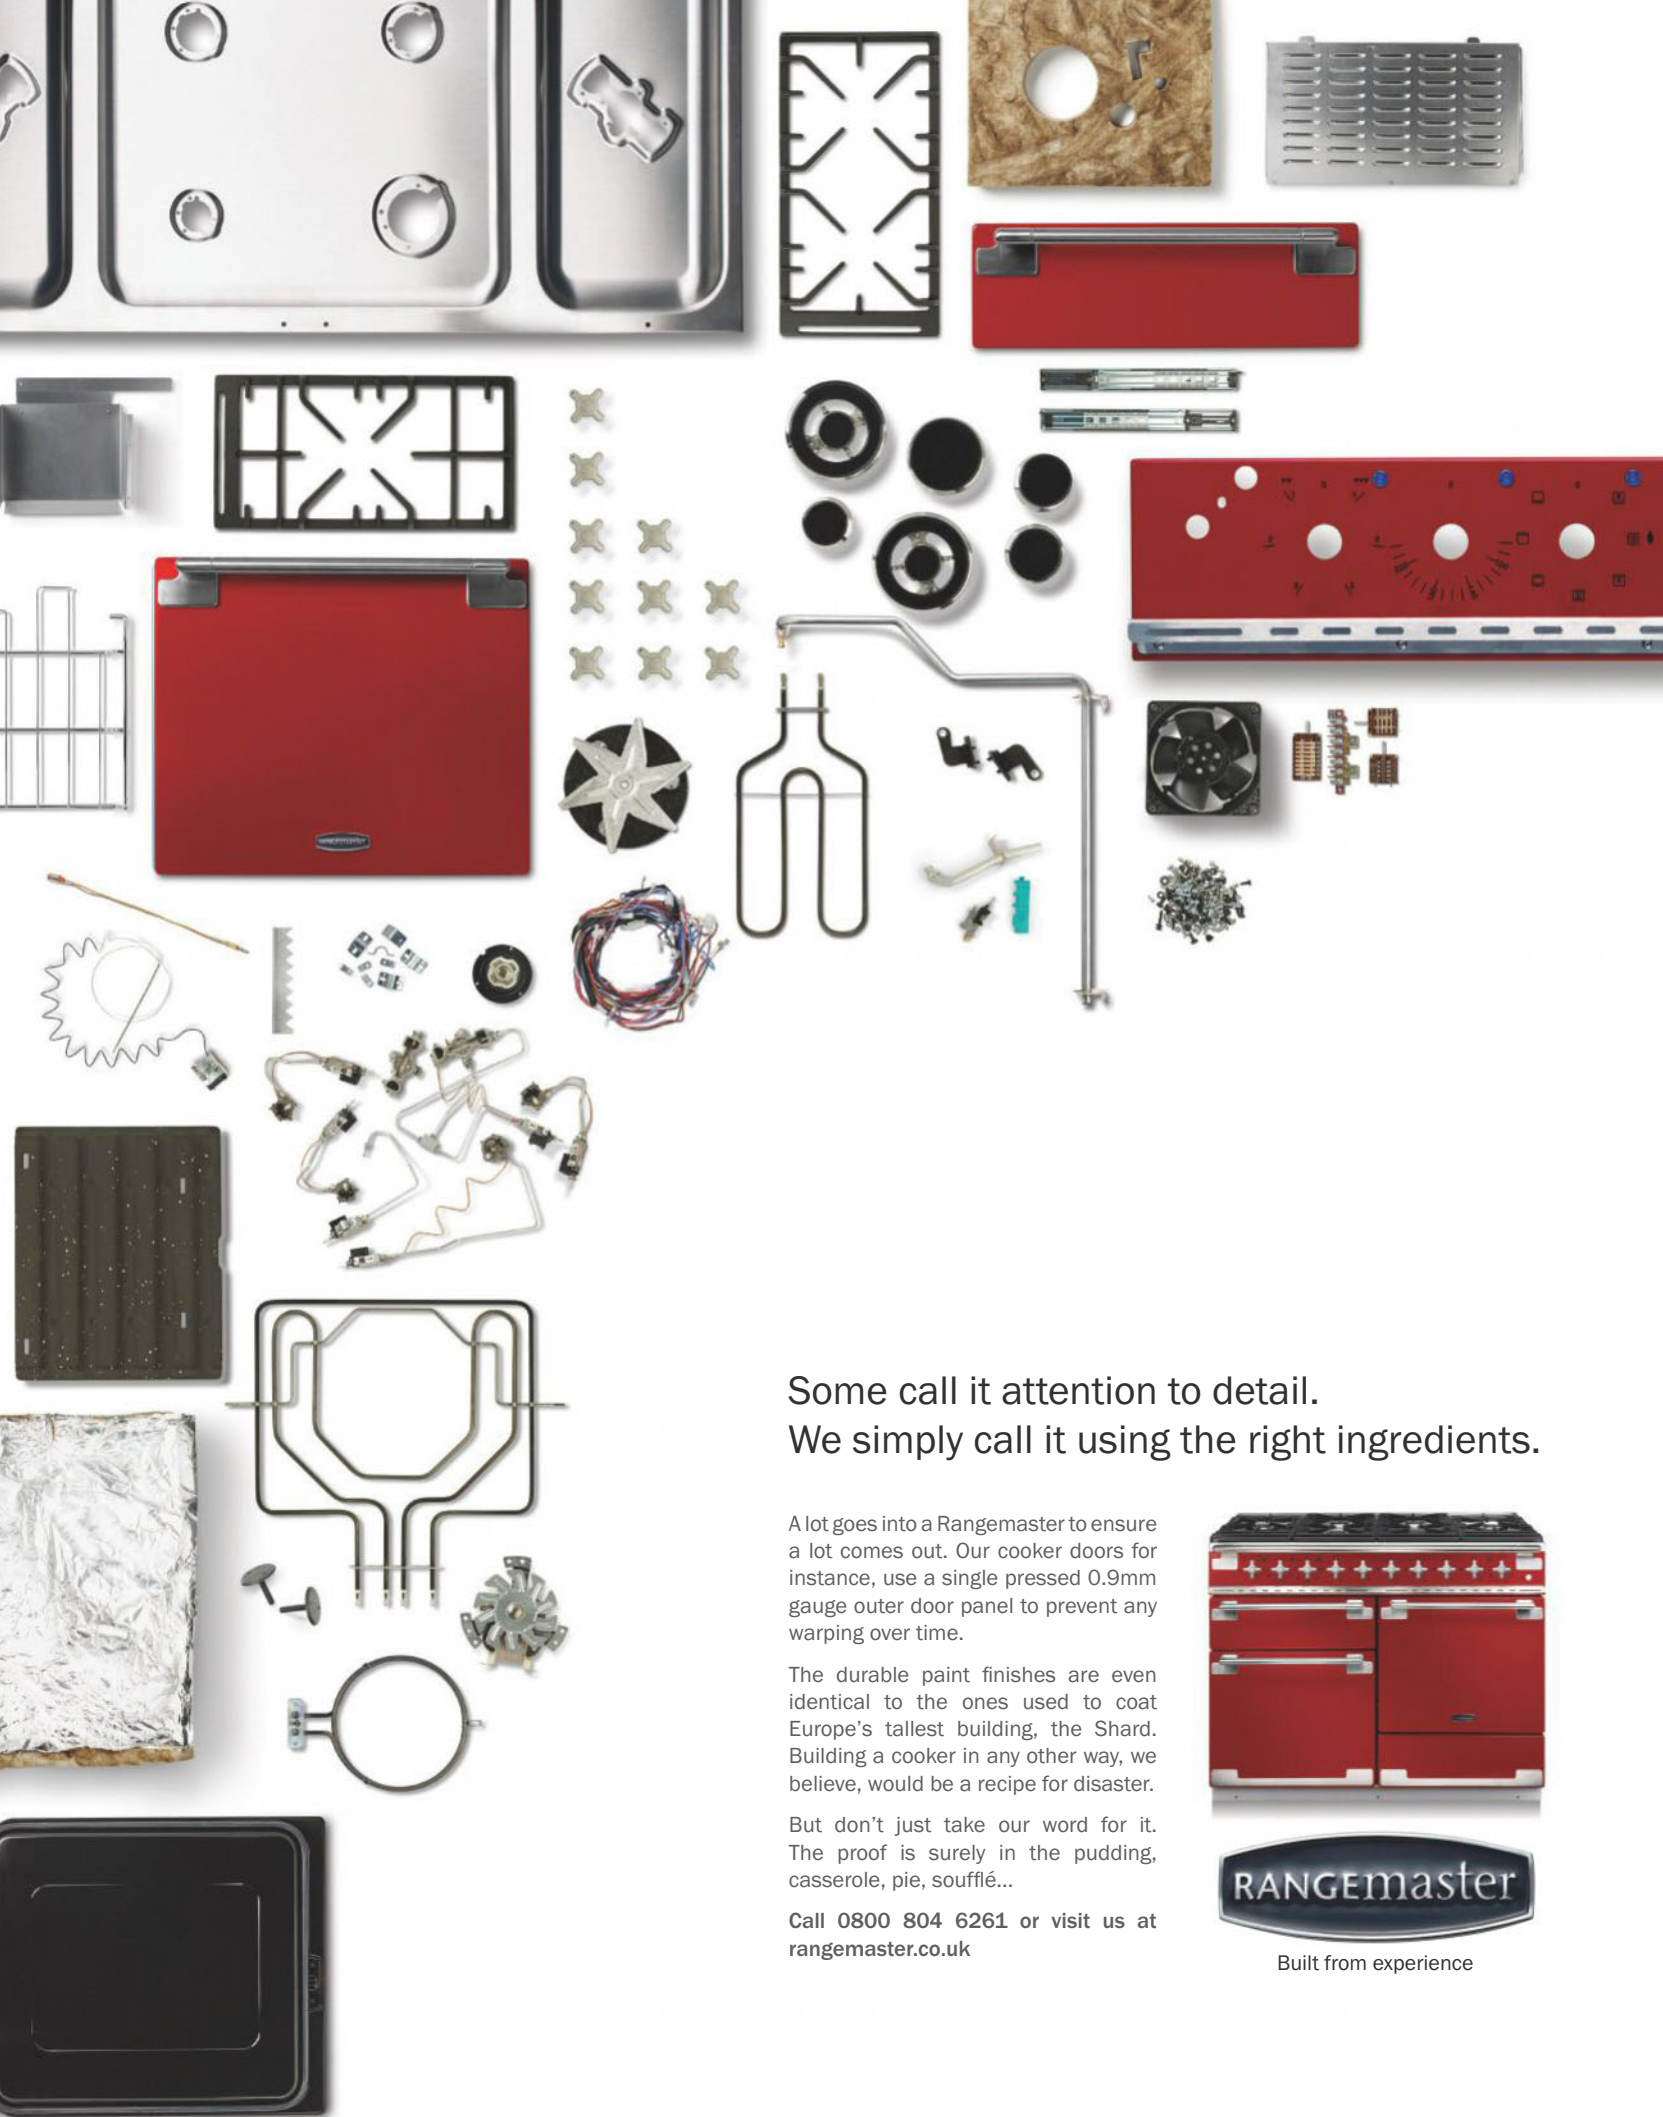 RANGEmaster
Some call it attention to detail.
We simply call it using the right ingredients.
A lot goes into a Rangemaster to ensure
a lot comes out. Our cooker doors for
instance, use a single pressed 0.9mm
gauge outer door panel to prevent any
warping over time.
The durable paint finishes are even
identical to the ones used to coat
Europe's tallest building, the Shard.
Building a cooker in any other way, we
believe, would be a recipe for disaster.
But don't just take our word for it.
The proof is surely in the pudding,
casserole, pie, soufflé...
Call 0800 804 6261 or visit us at
rangemaster.co.uk
RANGEmaster
Built from experience